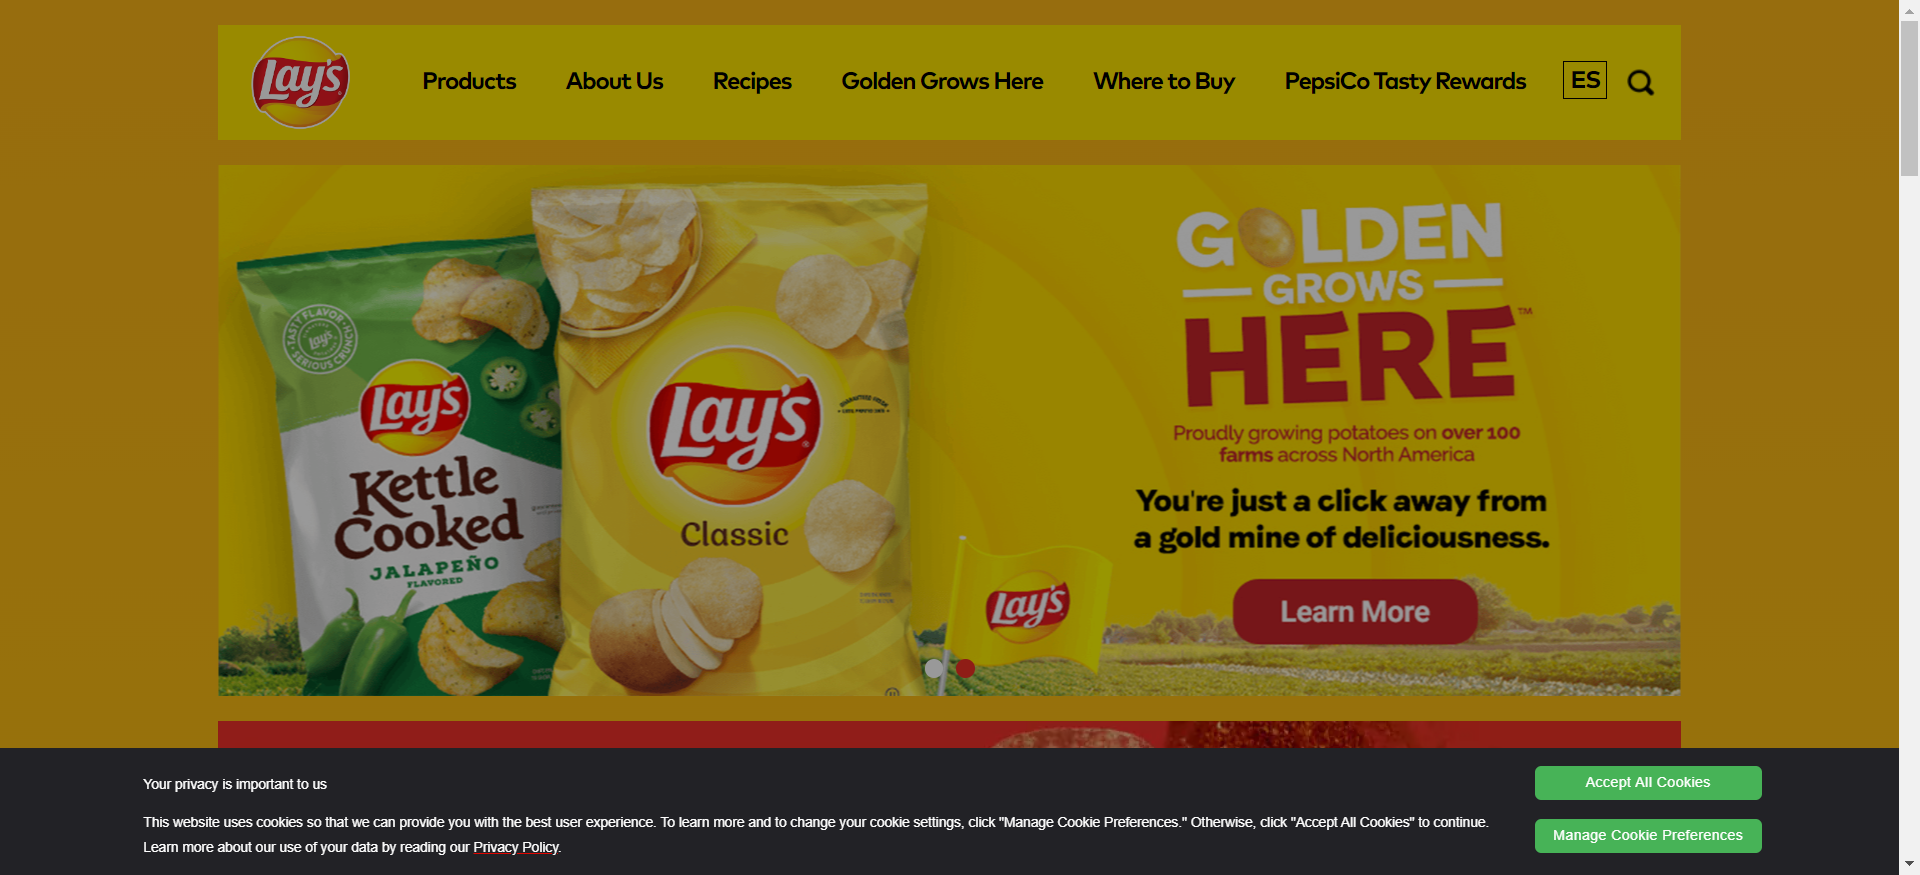 Lay's
Products
About Us
Recipes
Golden Grows Here
Where to Buy
PepsiCo Tasty Rewards
ES
TASTY FLAVOR
Lay's
SERIOUS CRUNCH
Lay's
Kettle
Cooked
JALAPEÑO
FLAVORED
Lay's
Classic
GOLDEN
GROWS
HERE™
Proudly growing potatoes on over 100
farms across North America
You're just a click away from
a gold mine of deliciousness.
Lay's
Learn More
Your privacy is important to us
This website uses cookies so that we can provide you with the best user experience. To learn more and to change your cookie settings, click "Manage Cookie Preferences." Otherwise, click "Accept All Cookies" to continue.
Learn more about our use of your data by reading our Privacy Policy.
Accept All Cookies
Manage Cookie Preferences